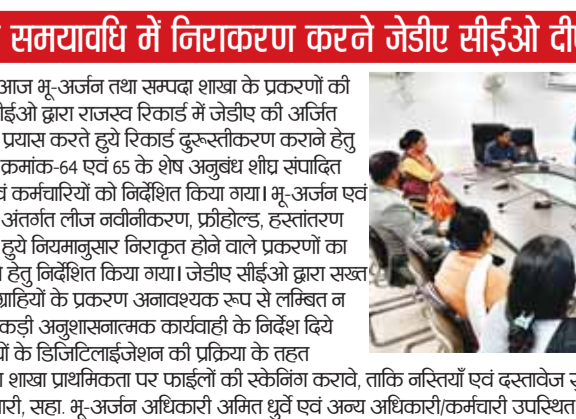 समयावधि में निराकरण करने जेडीए सीईओ
आज भू-अर्जन तथा सम्पदा शाखा के प्रकरणों की
द्वारा राजस्व रिकार्ड में जेडीए की अर्जित
प्रयास करते हुये रिकार्ड दुरूस्तीकरण कराने हेतु
क्रमांक-64 एवं 65 के शेष अनुबंध शीघ्र संपादित
कर्मचारियों को निर्देशित किया गया। भू-अर्जन एवं
अंतर्गत लीज नवीनीकरण, फ्रीहोल्ड, हस्तांतरण
हुये नियमानुसार निराकृत होने वाले प्रकरणों का
हेतु निर्देशित किया गया। जेडीए सीईओ द्वारा सख्त
के प्रकरण अनावश्यक रूप से लम्बित न
कड़ी अनुशासनात्मक कार्यवाही के निर्देश दिये
के डिजिटिलाईजेशन की प्रक्रिया के तहत
शाखा प्राथमिकता पर फाईलों की स्केनिंग करावे, ताकि नस्तियाँ एवं दस्तावेज
सहा. भू-अर्जन अधिकारी अमित धुर्वे एवं अन्य अधिकारी/कर्मचारी उपस्थित